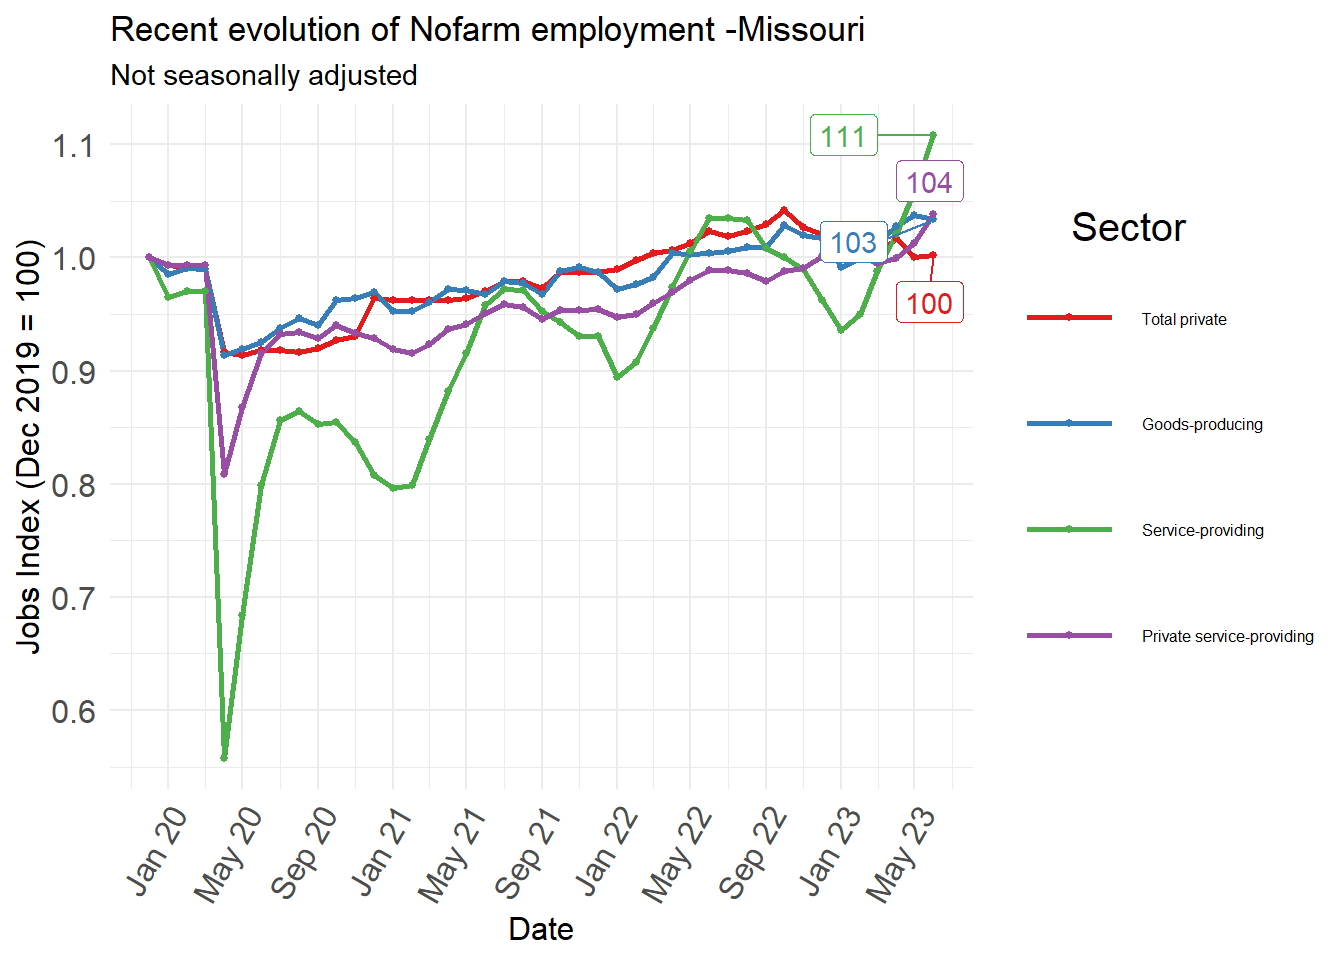 Recent evolution of Nofarm employment -Missouri
Not seasonally adjusted
Jobs Index (Dec 2019 = 100)
1.1
1.0
0.9
0.8
0.7
0.6
111
104
103
100
Jan 20
May 20
Sep 20
Jan 21
May 21
Sep 21
Jan 22
May 22
Sep 22
Jan 23
May 23
Date
Sector
Total private
Goods-producing
Service-providing
Private service-providing